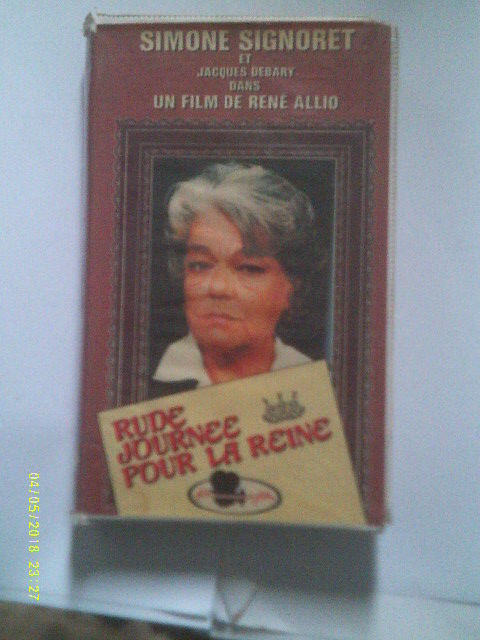 SIMONE SIGNORET
ET
JACQUES DEBARY
DANS
UN FILM DE RENÉ ALLIO
RUDE
JOURNEE
POUR LA REINE
04/05/2018 23:27